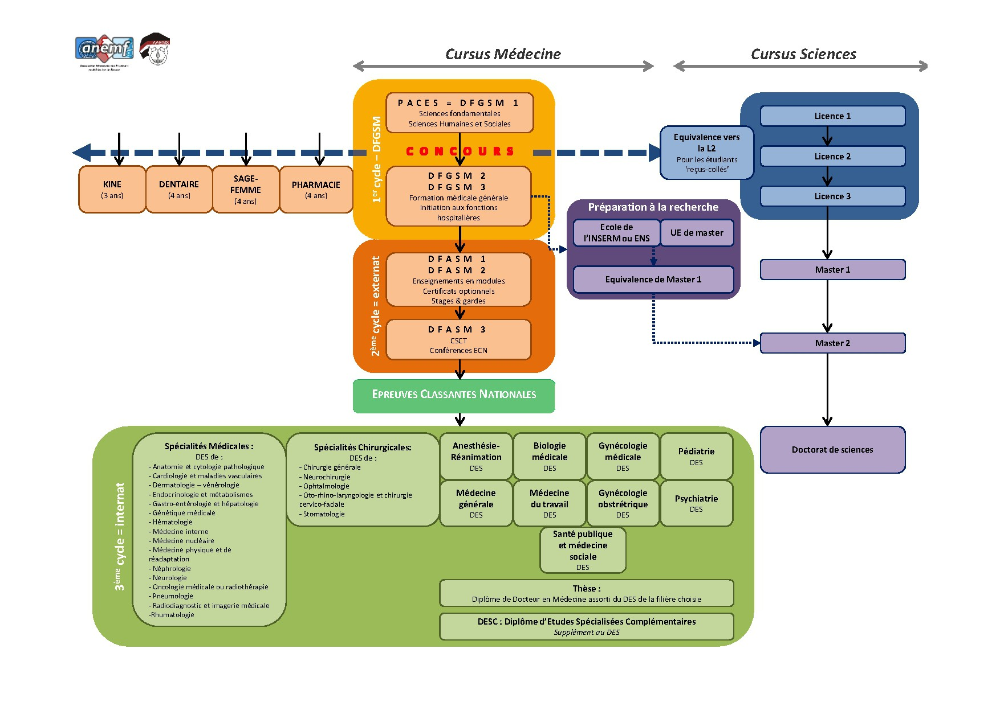 anemf
Association Nationale des Etudiants
en Médecine de France
AAEMS
Cursus Médecine
Cursus Sciences
1er cycle – DFGSM
PACES = DFGSM 1
Sciences fondamentales
Sciences Humaines et Sociales
CONCOURS
DFGSM 2
DFGSM 3
Formation médicale générale
Initiation aux fonctions
hospitalières
KINE
(3 ans)
DENTAIRE
(4 ans)
SAGE-
FEMME
(4 ans)
PHARMACIE
(4 ans)
Equivalence vers
la L2
Pour les étudiants
‘reçus-collés’
Licence 1
Licence 2
Licence 3
Préparation à la recherche
Ecole de
l’INSERM ou ENS
UE de master
Equivalence de Master 1
Master 1
Master 2
Doctorat de sciences
2ème cycle = externat
DFASM 1
DFASM 2
Enseignements en modules
Certificats optionnels
Stages & gardes
DFASM 3
CSCT
Conférences ECN
EPREUVES CLASSANTES NATIONALES
3ème cycle = internat
Spécialités Médicales :
DES de :
- Anatomie et cytologie pathologique
- Cardiologie et maladies vasculaires
- Dermatologie – vénérologie
- Endocrinologie et métabolismes
- Gastro-entérologie et hépatologie
- Génétique médicale
- Hématologie
- Médecine interne
- Médecine nucléaire
- Médecine physique et de
réadaptation
- Néphrologie
- Neurologie
- Oncologie médicale ou radiothérapie
- Pneumologie
- Radiodiagnostic et imagerie médicale
-Rhumatologie
Spécialités Chirurgicales:
DES de :
- Chirurgie générale
- Neurochirurgie
- Ophtalmologie
- Oto-rhino-laryngologie et chirurgie
cervico-faciale
- Stomatologie
Anesthésie-
Réanimation
DES
Biologie
médicale
DES
Gynécologie
médicale
DES
Pédiatrie
DES
Médecine
générale
DES
Médecine
du travail
DES
Gynécologie
obstrétrique
DES
Psychiatrie
DES
Santé publique
et médecine
sociale
DES
Thèse :
Diplôme de Docteur en Médecine assorti du DES de la filière choisie
DESC : Diplôme d’Etudes Spécialisées Complémentaires
Supplément au DES